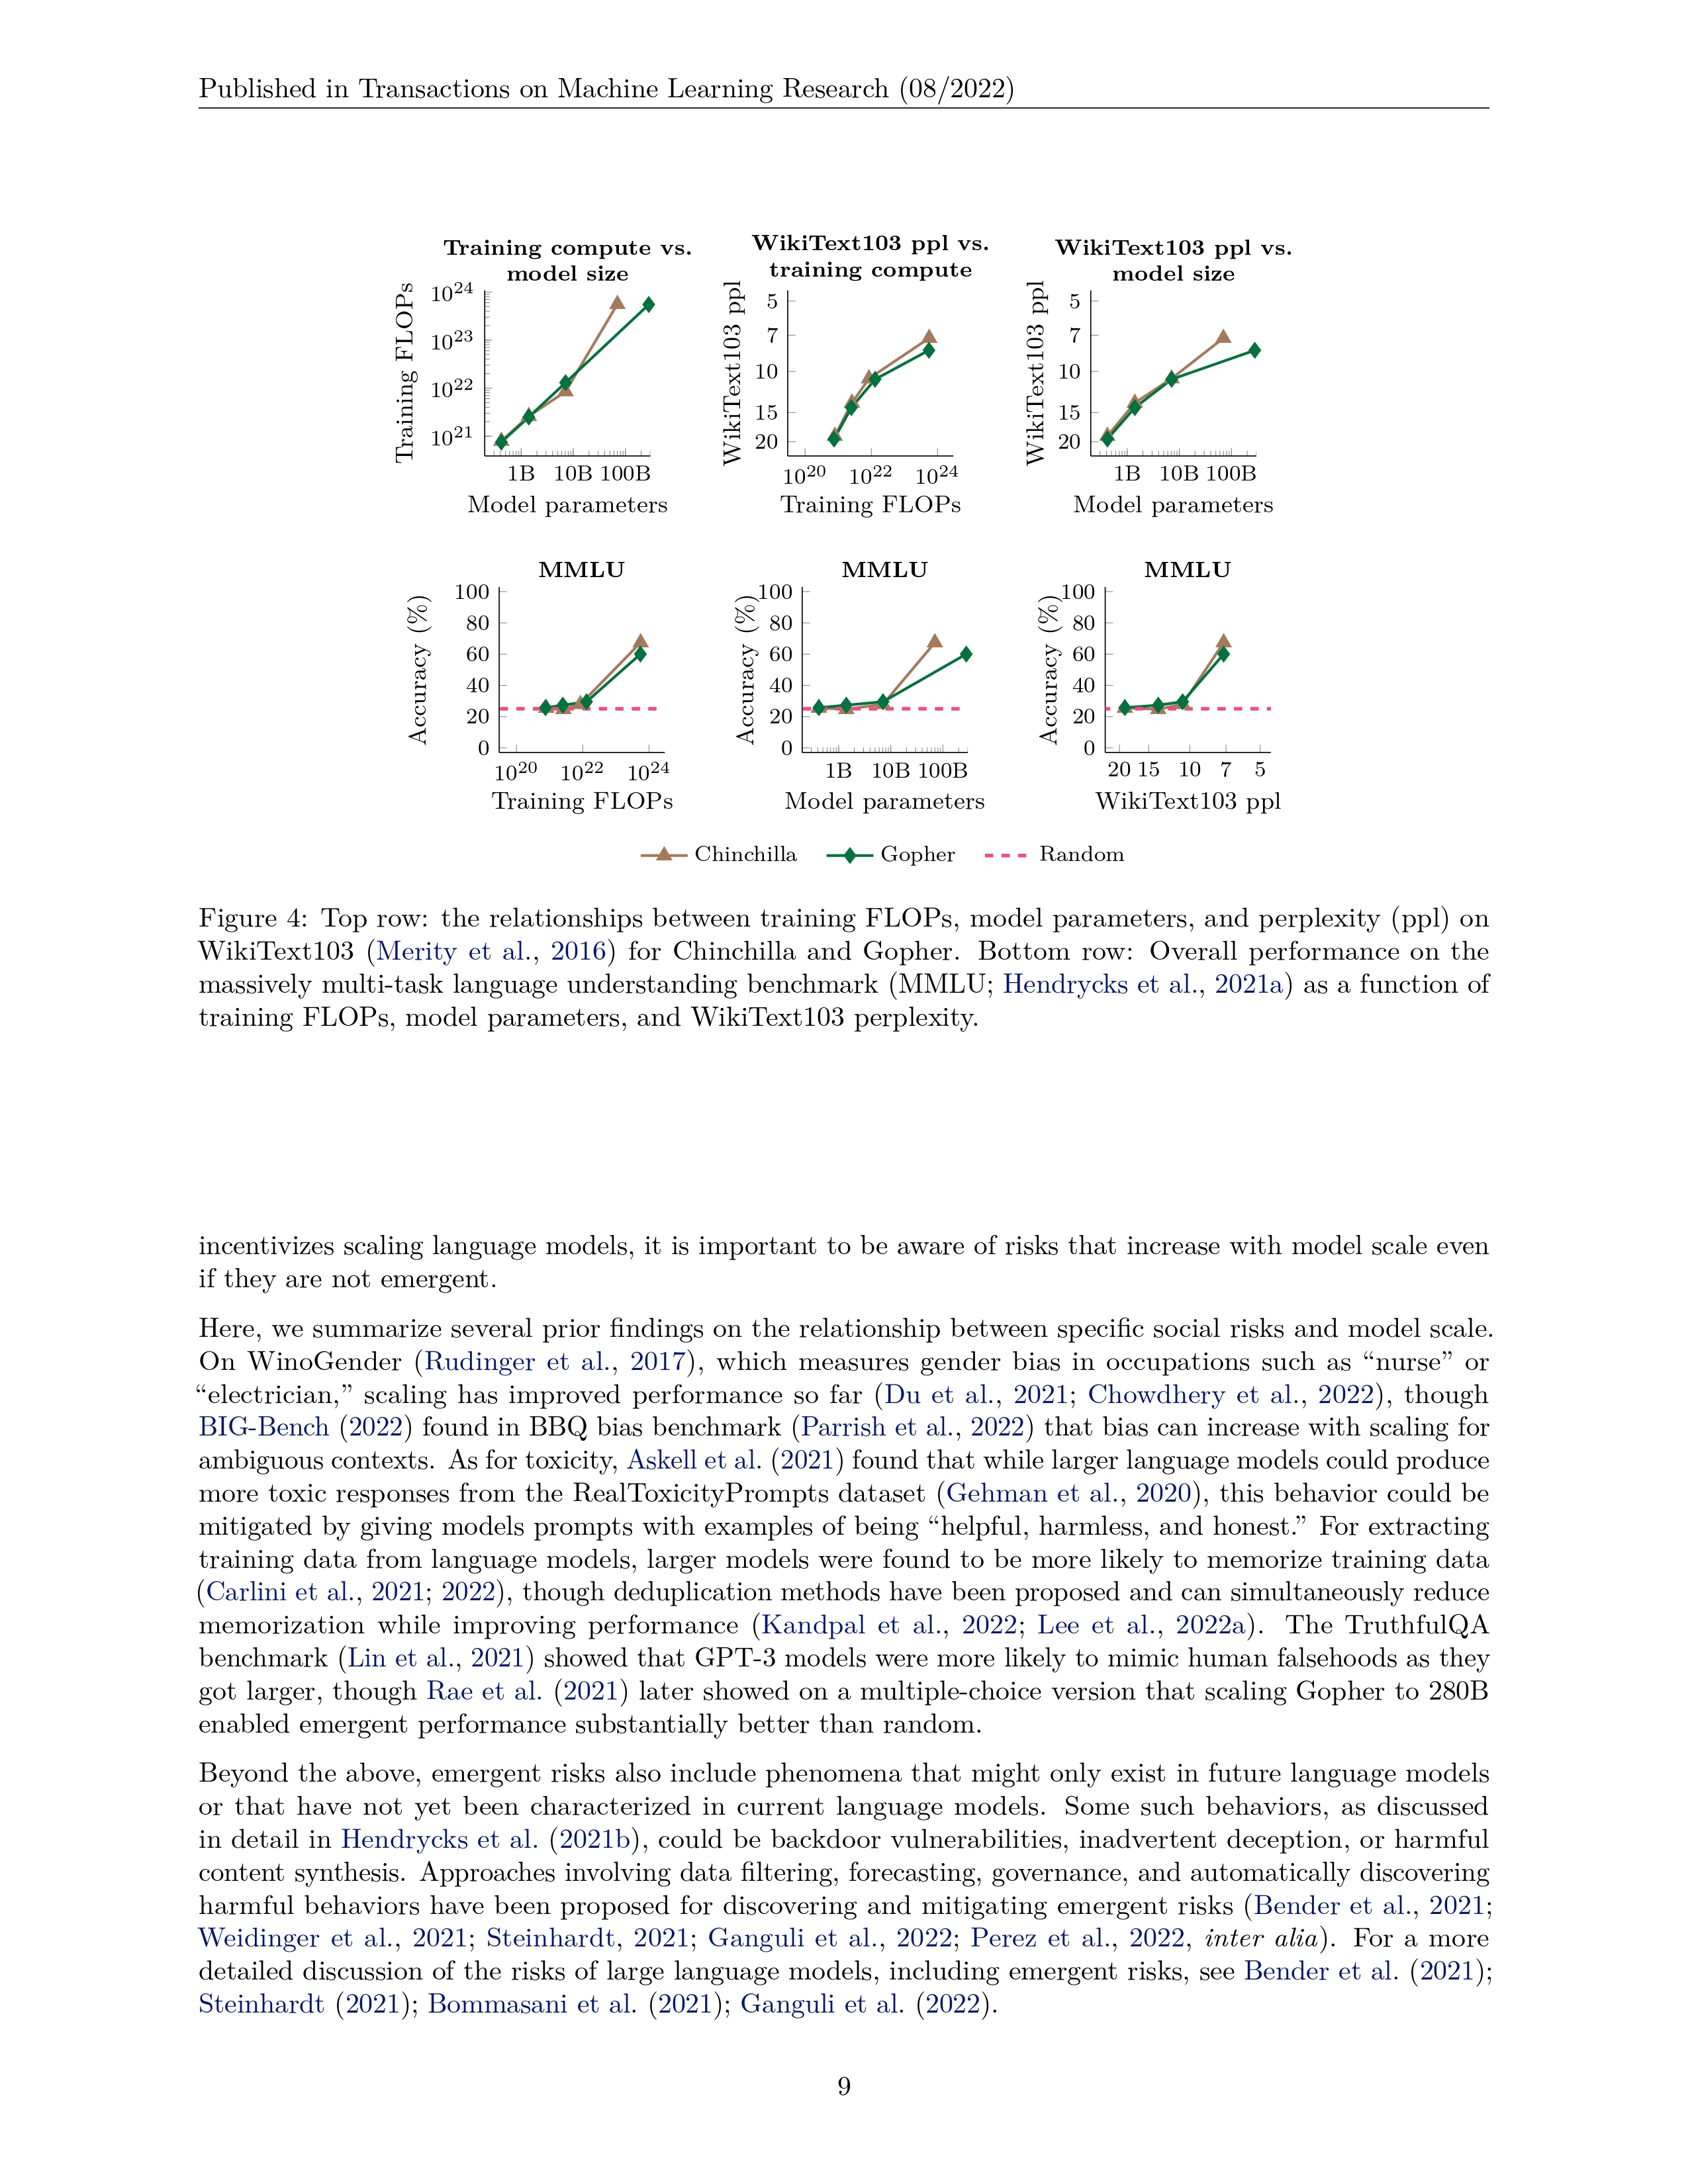 Published in Transactions on Machine Learning Research (08/2022)
Training compute vs.
model size
Training FLOPs
10^24
10^23
10^22
10^21
1B 10B 100B
Model parameters
WikiText103 ppl vs.
training compute
WikiText103 ppl
5
7
10
15
20
10^20 10^22 10^24
Training FLOPs
WikiText103 ppl vs.
model size
WikiText103 ppl
5
7
10
15
20
1B 10B 100B
Model parameters
MMLU
Accuracy (%)
100
80
60
40
20
0
10^20 10^22 10^24
Training FLOPs
MMLU
Accuracy (%)
100
80
60
40
20
0
1B 10B 100B
Model parameters
MMLU
Accuracy (%)
100
80
60
40
20
0
20 15 10 7 5
WikiText103 ppl
Chinchilla Gopher Random
Figure 4: Top row: the relationships between training FLOPs, model parameters, and perplexity (ppl) on
WikiText103 (Merity et al., 2016) for Chinchilla and Gopher. Bottom row: Overall performance on the
massively multi-task language understanding benchmark (MMLU; Hendrycks et al., 2021a) as a function of
training FLOPs, model parameters, and WikiText103 perplexity.
incentivizes scaling language models, it is important to be aware of risks that increase with model scale even
if they are not emergent.
Here, we summarize several prior findings on the relationship between specific social risks and model scale.
On WinoGender (Rudinger et al., 2017), which measures gender bias in occupations such as “nurse” or
“electrician,” scaling has improved performance so far (Du et al., 2021; Chowdhery et al., 2022), though
BIG-Bench (2022) found in BBQ bias benchmark (Parrish et al., 2022) that bias can increase with scaling for
ambiguous contexts. As for toxicity, Askell et al. (2021) found that while larger language models could produce
more toxic responses from the RealToxicityPrompts dataset (Gehman et al., 2020), this behavior could be
mitigated by giving models prompts with examples of being “helpful, harmless, and honest.” For extracting
training data from language models, larger models were found to be more likely to memorize training data
(Carlini et al., 2021; 2022), though deduplication methods have been proposed and can simultaneously reduce
memorization while improving performance (Kandpal et al., 2022; Lee et al., 2022a). The TruthfulQA
benchmark (Lin et al., 2021) showed that GPT-3 models were more likely to mimic human falsehoods as they
got larger, though Rae et al. (2021) later showed on a multiple-choice version that scaling Gopher to 280B
enabled emergent performance substantially better than random.
Beyond the above, emergent risks also include phenomena that might only exist in future language models
or that have not yet been characterized in current language models. Some such behaviors, as discussed
in detail in Hendrycks et al. (2021b), could be backdoor vulnerabilities, inadvertent deception, or harmful
content synthesis. Approaches involving data filtering, forecasting, governance, and automatically discovering
harmful behaviors have been proposed for discovering and mitigating emergent risks (Bender et al., 2021;
Weidinger et al., 2021; Steinhardt, 2021; Ganguli et al., 2022; Perez et al., 2022, inter alia). For a more
detailed discussion of the risks of large language models, including emergent risks, see Bender et al. (2021);
Steinhardt (2021); Bommasani et al. (2021); Ganguli et al. (2022).
9